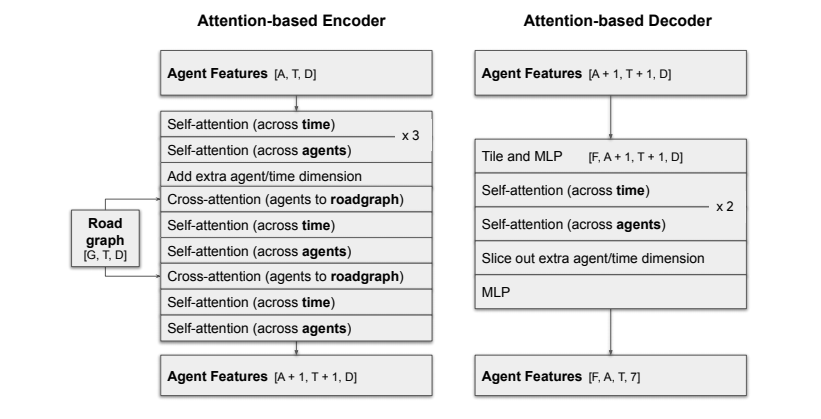 Attention-based Encoder
Agent Features [A, T, D]
Self-attention (across time)
x 3
Self-attention (across agents)
Add extra agent/time dimension
Cross-attention (agents to roadgraph)
Self-attention (across time)
Self-attention (across agents)
Cross-attention (agents to roadgraph)
Self-attention (across time)
Self-attention (across agents)
Road
graph
[G, T, D]
Agent Features [A + 1, T + 1, D]
Attention-based Decoder
Agent Features [A + 1, T + 1, D]
Tile and MLP [F, A + 1, T + 1, D]
Self-attention (across time)
x 2
Self-attention (across agents)
Slice out extra agent/time dimension
MLP
Agent Features [F, A, T, 7]